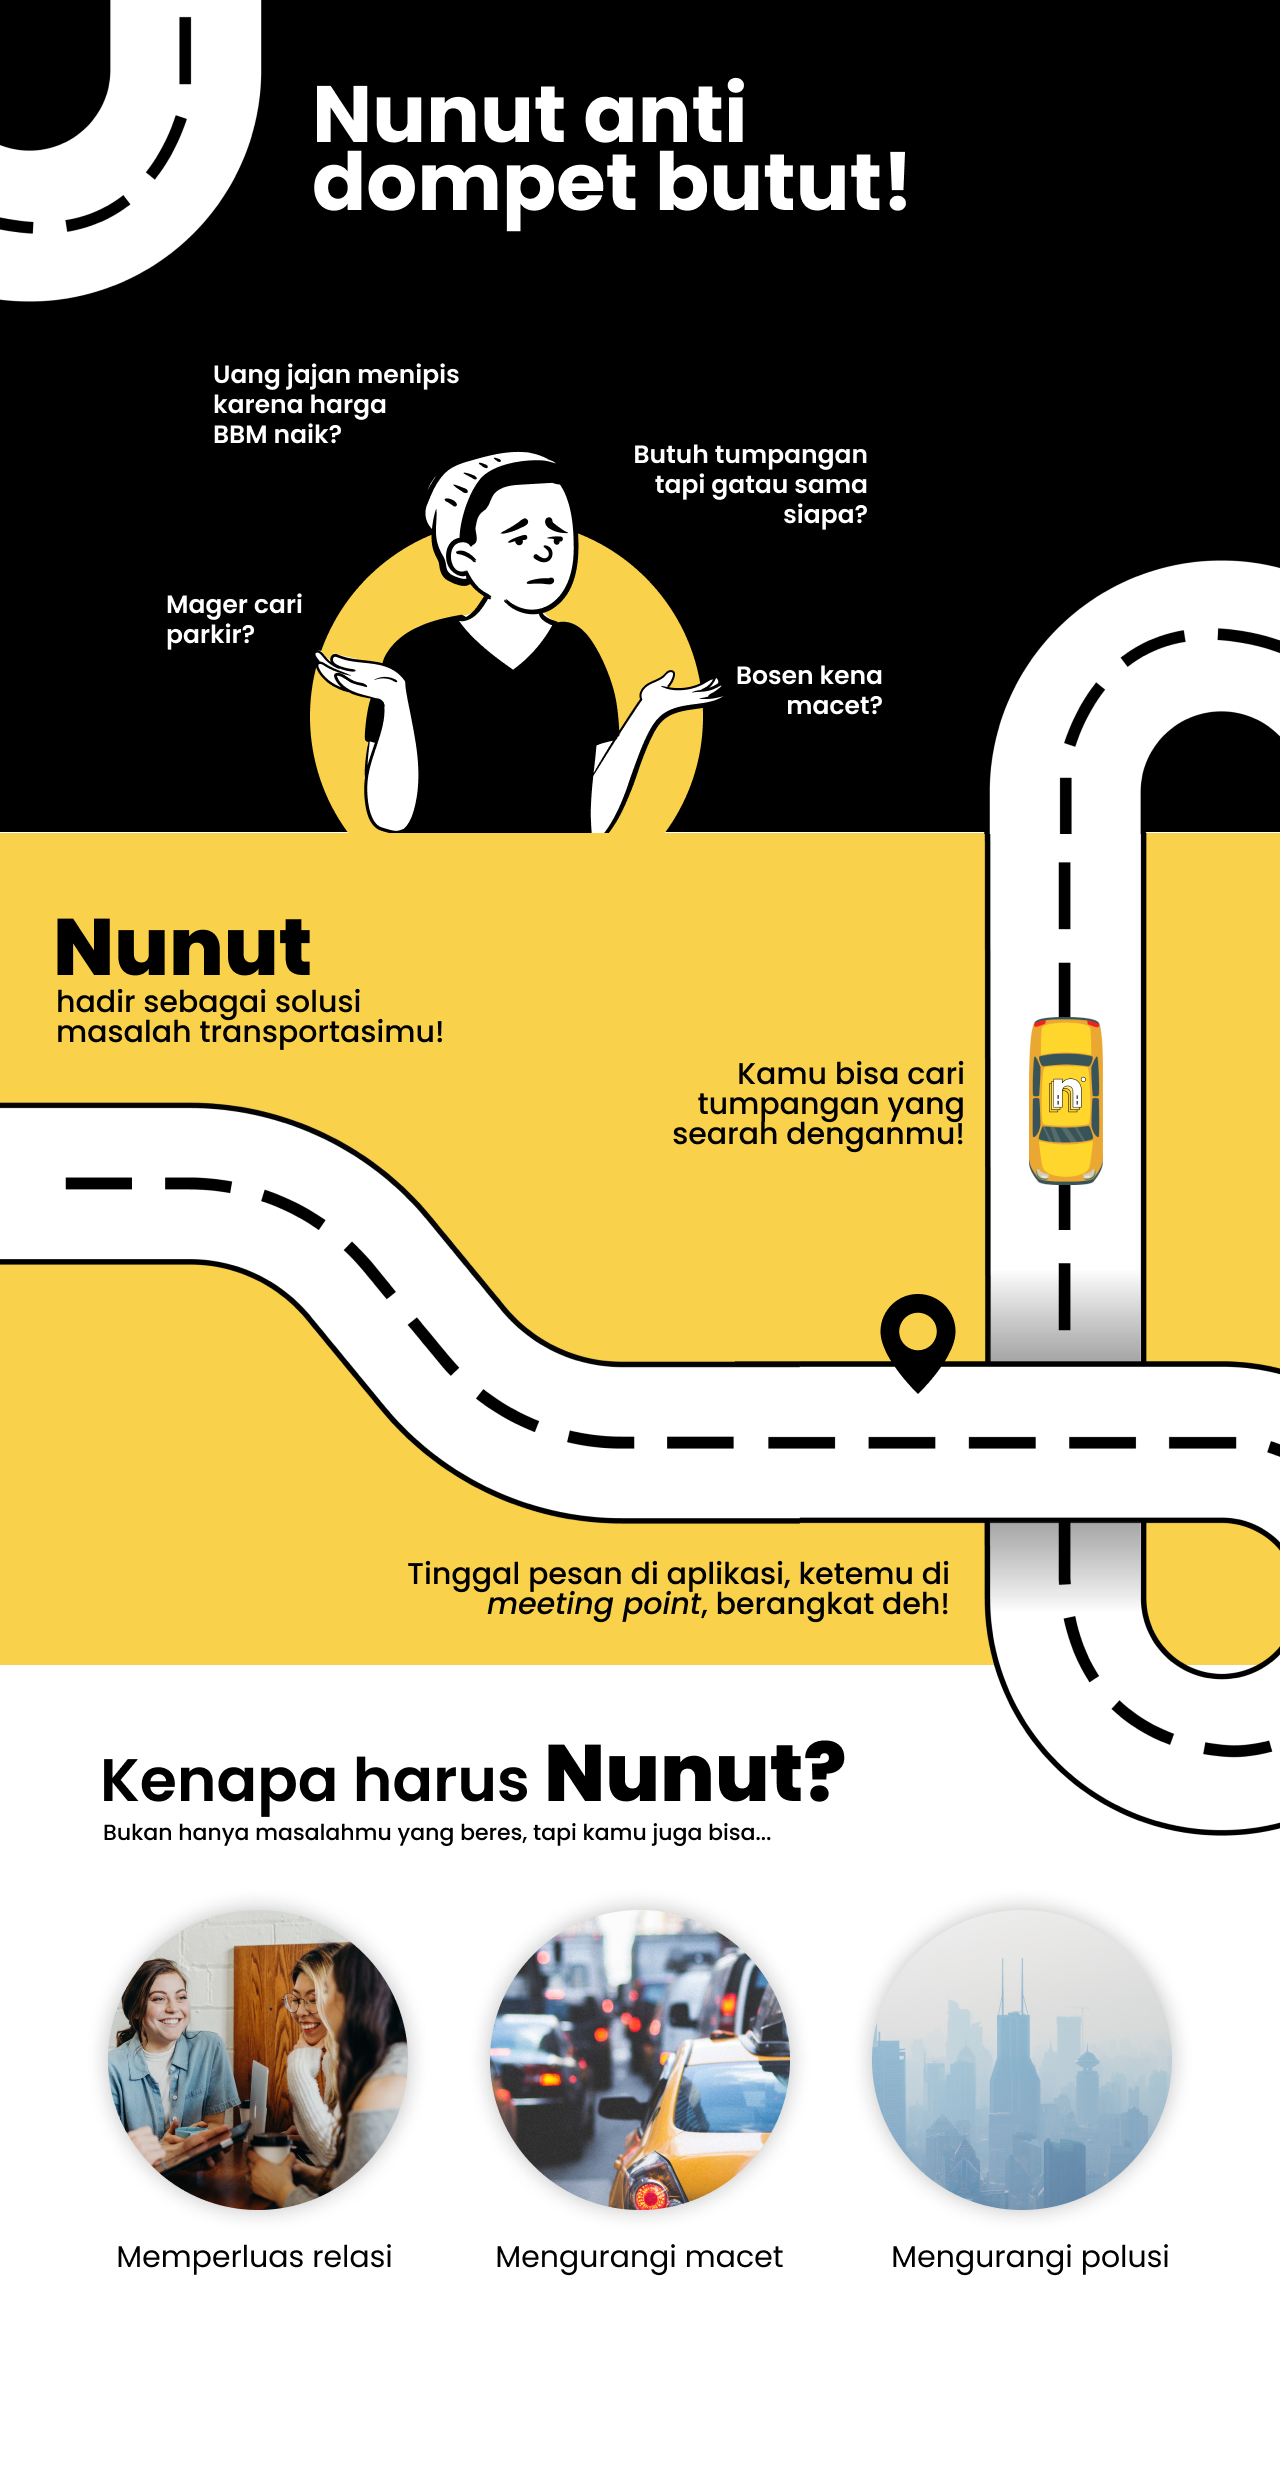 Nunut anti
dompet butut!
Uang jajan menipis
karena harga
BBM naik?
Butuh tumpangan
tapi gatau sama
siapa?
Mager cari
parkir?
Bosen kena
macet?
Nunut
hadir sebagai solusi
masalah transportasimu!
Kamu bisa cari
tumpangan yang
searah denganmu!
n
Tinggal pesan di aplikasi, ketemu di
meeting point, berangkat deh!
Kenapa harus Nunut?
Bukan hanya masalahmu yang beres, tapi kamu juga bisa...
Memperluas relasi
Mengurangi macet
Mengurangi polusi